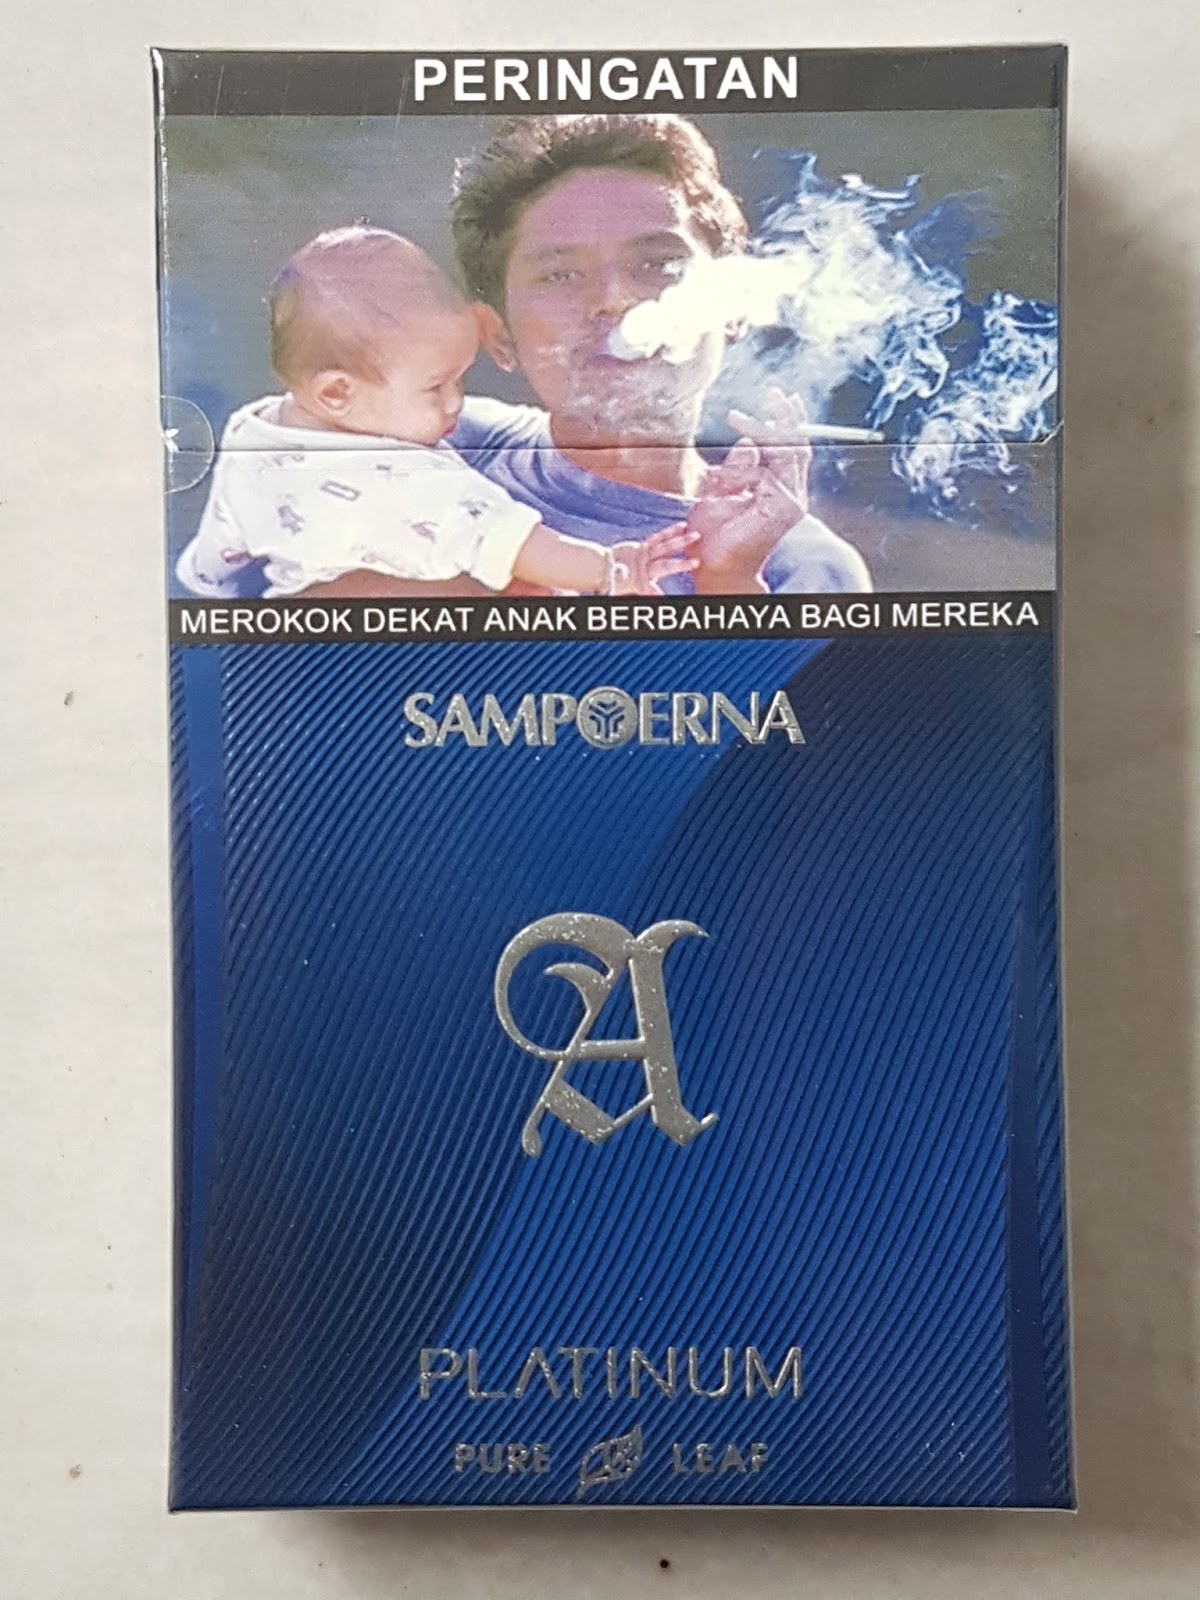 PERINGATAN
MEROKOK DEKAT ANAK BERBAHAYA BAGI MEREKA
SAMPOERNA
A
PLATINUM
PURE LEAF